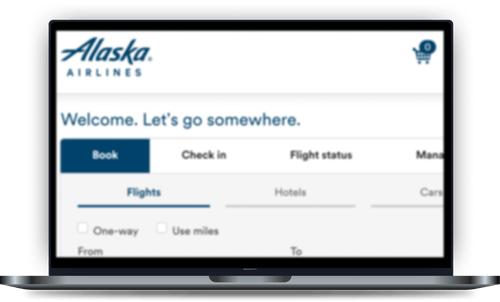 Alaska
AIRLINES
0
Welcome. Let's go somewhere.
Book Check in Flight status Mana
Flights Hotels Cars
One-way Use miles
From To